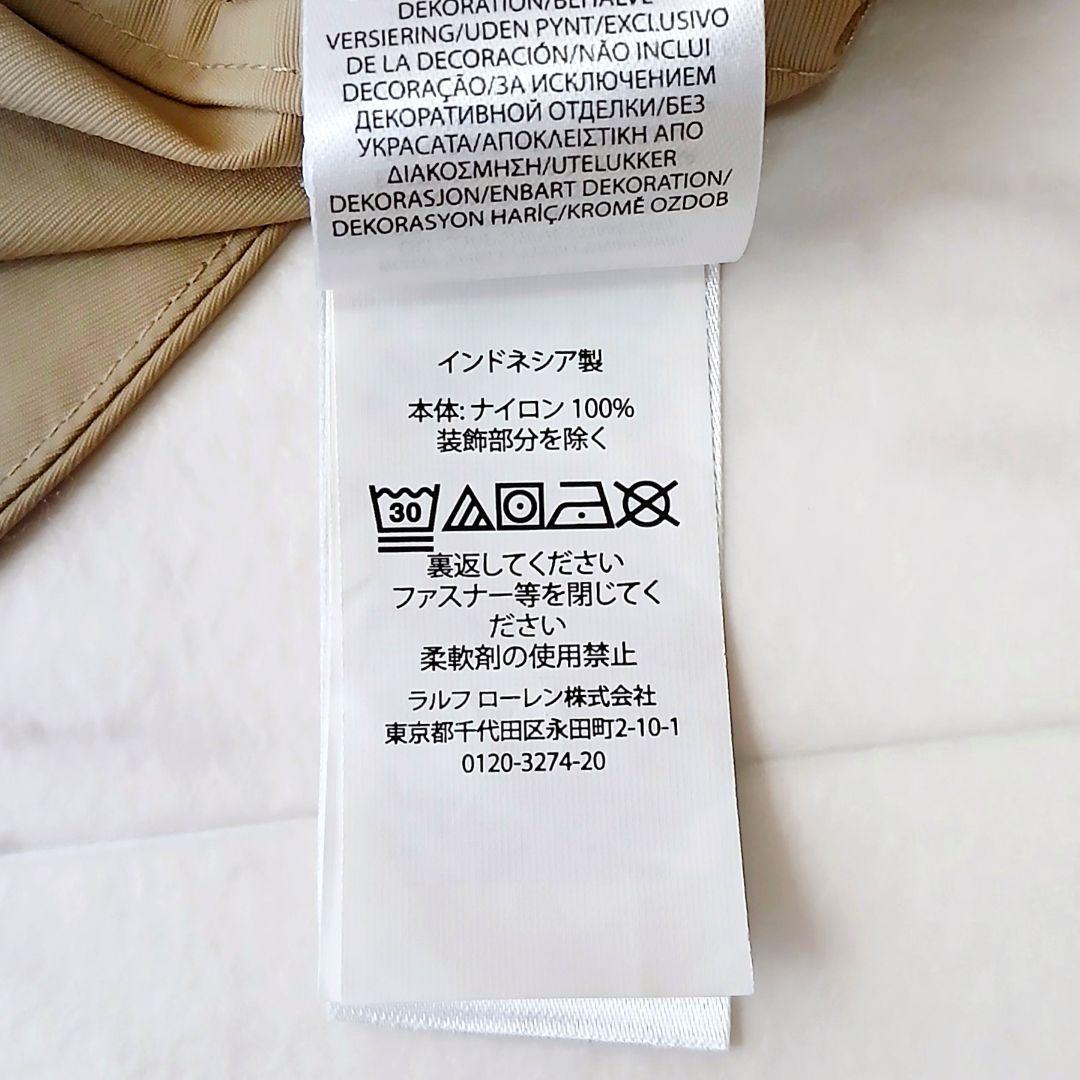 DEKORATION/BEHALVE
VERSIERING/UDEN PYNT/EXCLUSIVO
DE LA DECORACIÓN/NÃO INCLUI
DECORAÇÃO/ЗА ИСКЛЮЧЕНИЕМ
ДЕКОРАТИВНОЙ ОТДЕЛКИ/БЕЗ
УКРАСАТА/ΑΠΟΚΛΕΙΣΤΙΚΗ ΑΠΟ
ΔΙΑΚΟΣΜΗΣΗ/UTELUKKER
DEKORASJON/ENBART DEKORATION/
DEKORASYON HARİÇ/KROMĚ OZDOB
インドネシア製
本体: ナイロン 100%
装飾部分を除く
30
裏返してください
ファスナー等を閉じてく
ださい
柔軟剤の使用禁止
ラルフ ローレン株式会社
東京都千代田区永田町2-10-1
0120-3274-20